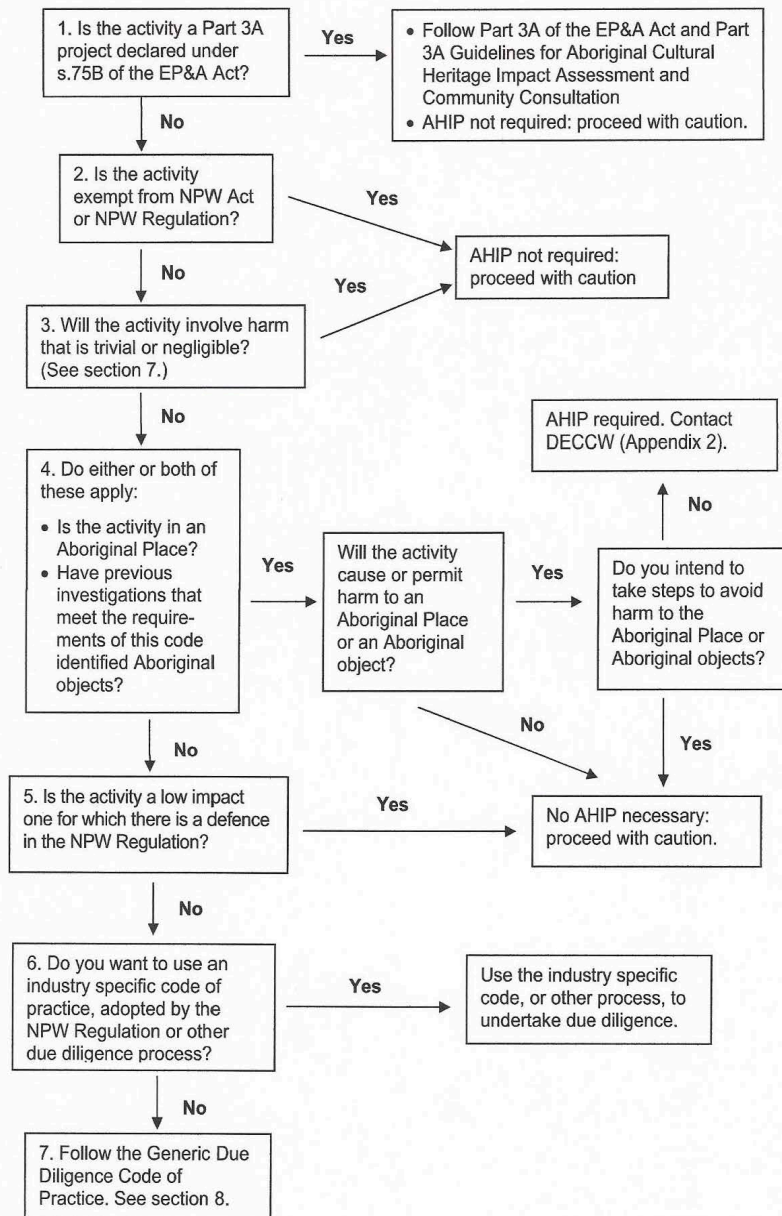 1. Is the activity a Part 3A
project declared under
s.75B of the EP&A Act?
Yes
• Follow Part 3A of the EP&A Act and Part
3A Guidelines for Aboriginal Cultural
Heritage Impact Assessment and
Community Consultation
• AHIP not required: proceed with caution.
No
2. Is the activity
exempt from NPW Act
or NPW Regulation?
Yes
AHIP not required:
proceed with caution
No
Yes
3. Will the activity involve harm
that is trivial or negligible?
(See section 7.)
No
4. Do either or both of
these apply:
• Is the activity in an
Aboriginal Place?
• Have previous
investigations that
meet the require-
ments of this code
identified Aboriginal
objects?
Yes
Will the activity
cause or permit
harm to an
Aboriginal Place
or an Aboriginal
object?
Yes
Do you intend to
take steps to avoid
harm to the
Aboriginal Place or
Aboriginal objects?
No
AHIP required. Contact
DECCW (Appendix 2).
No
Yes
No
5. Is the activity a low impact
one for which there is a defence
in the NPW Regulation?
Yes
No AHIP necessary:
proceed with caution.
No
6. Do you want to use an
industry specific code of
practice, adopted by the
NPW Regulation or other
due diligence process?
Yes
Use the industry specific
code, or other process, to
undertake due diligence.
No
7. Follow the Generic Due
Diligence Code of
Practice. See section 8.